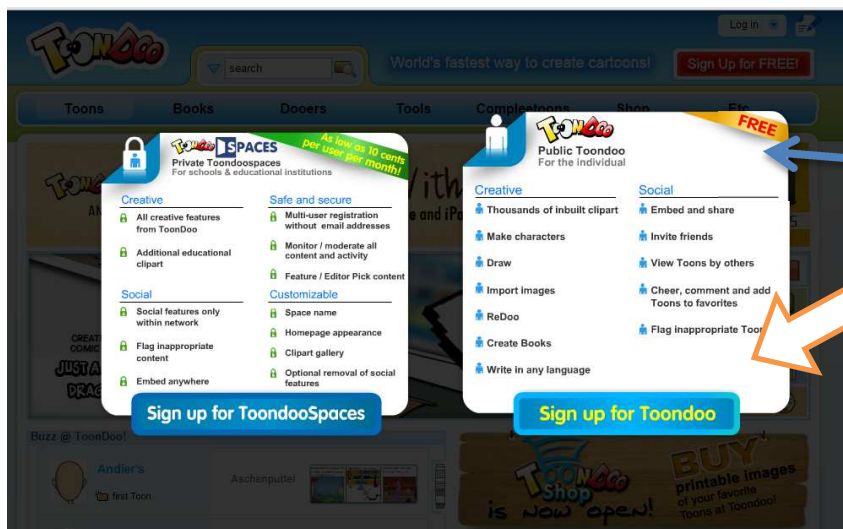 TOONDOO
Log in
search
World's fastest way to create cartoons!
Sign Up for FREE!
Toons Books Dooers Tools Compleetoons Shop Etc
TOONDOO SPACES
As low as 10 cents
per user per
month!
Private Toondoospaces
For schools & educational institutions
Creative
All creative features
from ToonDoo
Additional educational
clipart
Safe and secure
Multi-user registration
without email addresses
Monitor / moderate all
content and activity
Feature / Editor Pick content
Social
Social features only
within network
Flag inappropriate
content
Embed anywhere
Customizable
Space name
Homepage appearance
Clipart gallery
Optional removal of social
features
Sign up for ToondooSpaces
TOONDOO
FREE
Public Toondoo
For the individual
Creative
Thousands of inbuilt clipart
Make characters
Draw
Import images
ReDoo
Create Books
Write in any language
Social
Embed and share
Invite friends
View Toons by others
Cheer, comment and add
Toons to favorites
Flag inappropriate
Sign up for Toondoo
JUST A
DRAG
Buzz @ ToonDoo!
Andier's
first Toon
Aschenputtel
TOONDOO
Shop
is now open!
BUY
printable images
of your favorite
Toons at Toondoo!